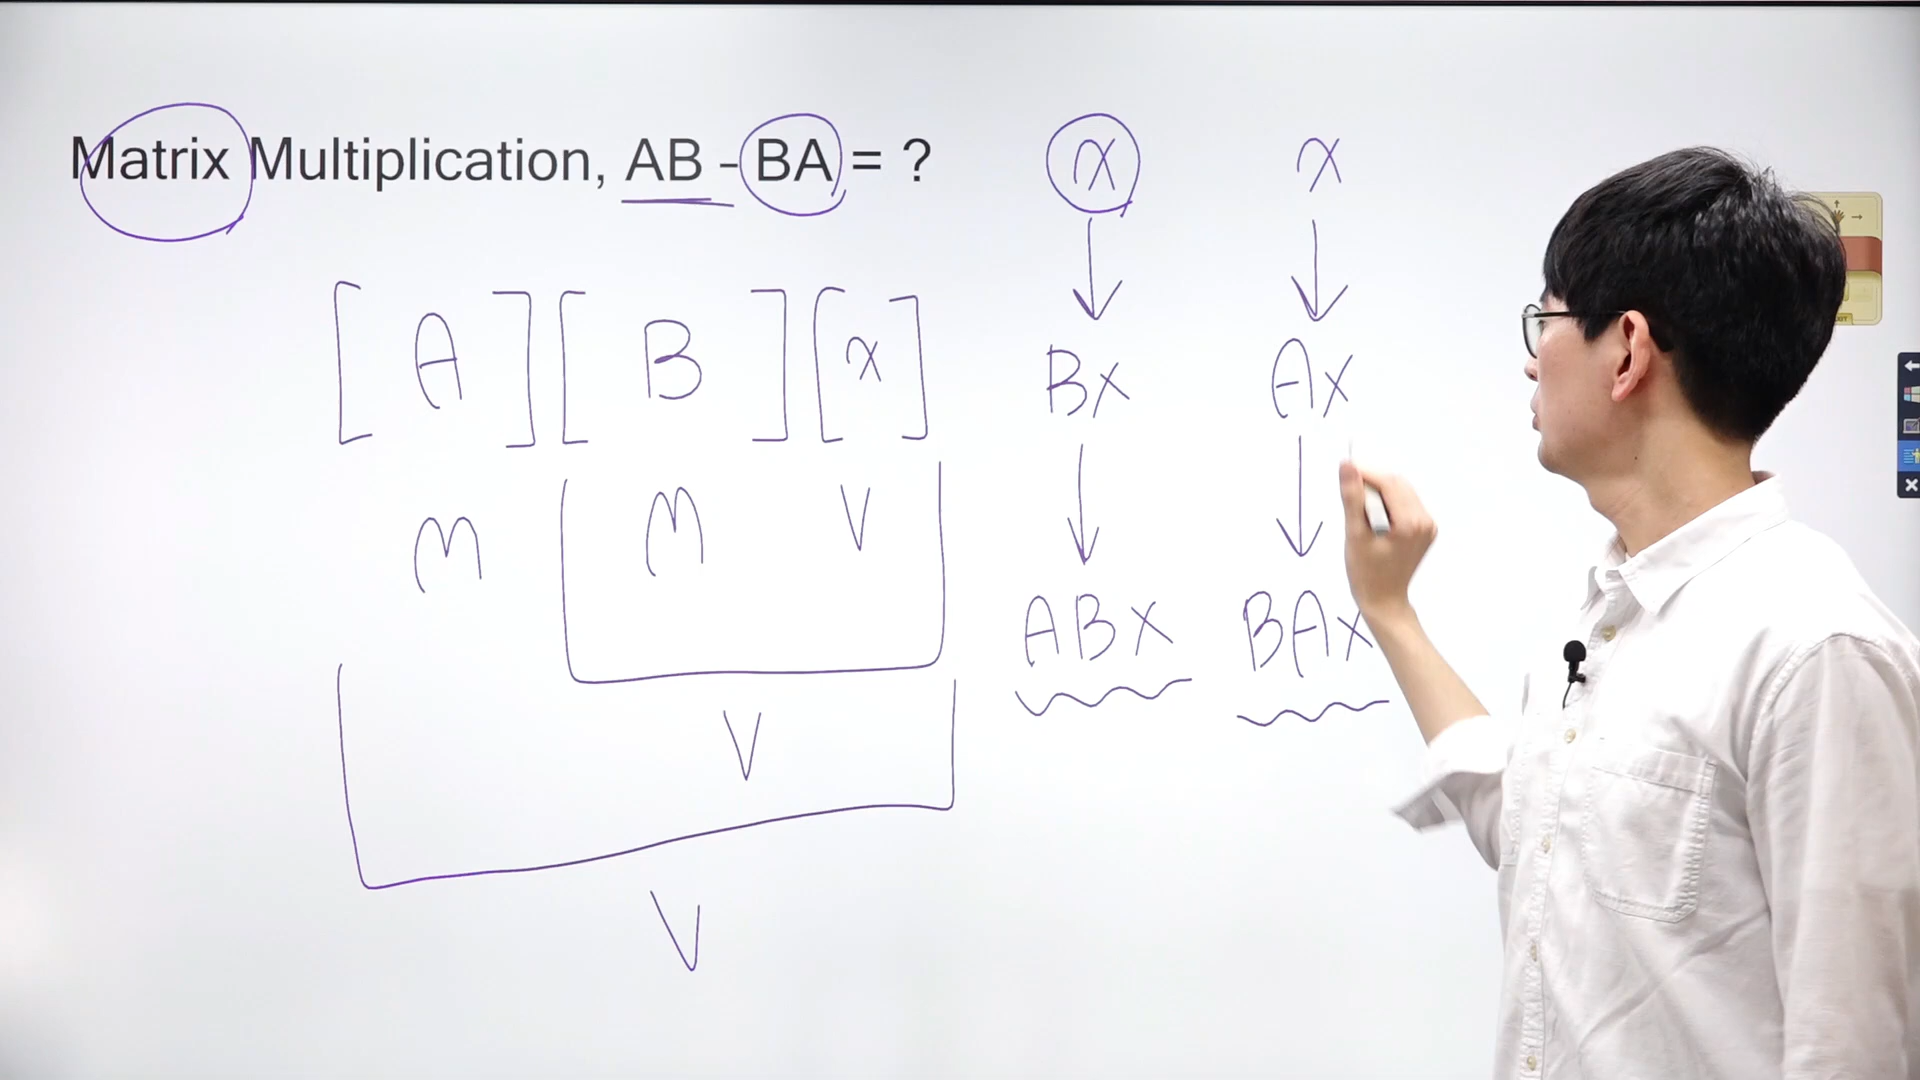 Matrix Multiplication, AB - BA = ?
x x
[ A ] [ B ] [ x ]
Bx Ax
M M V
ABx BAx
V
V